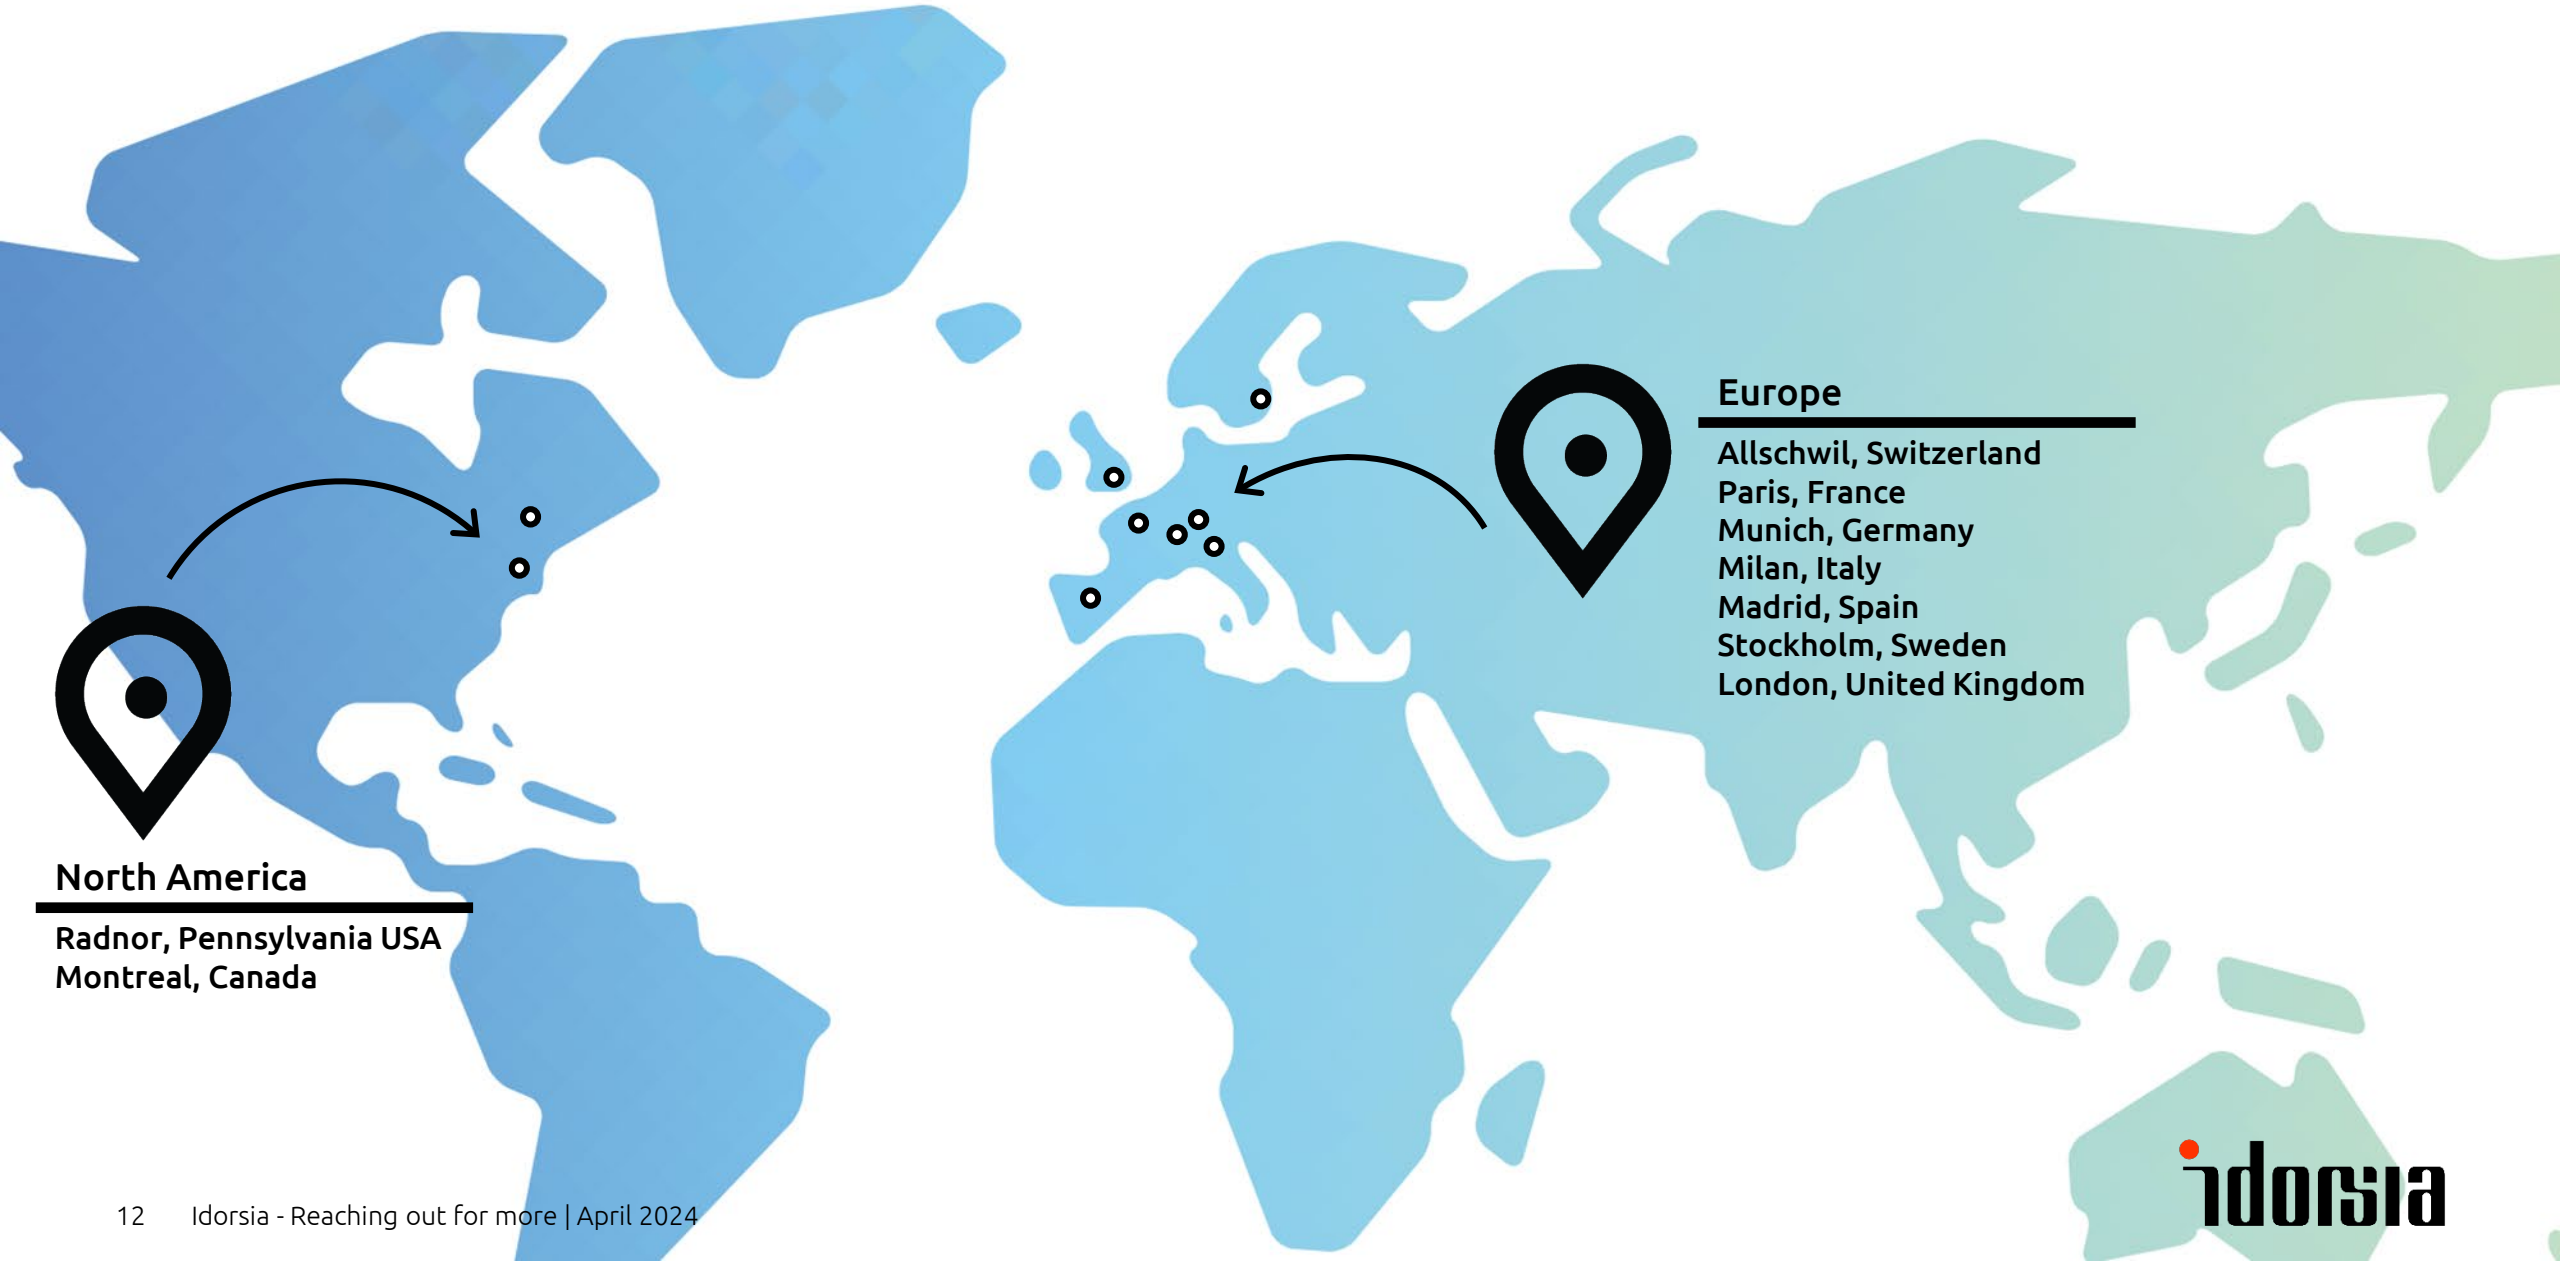 Europe
Allschwil, Switzerland
Paris, France
Munich, Germany
Milan, Italy
Madrid, Spain
Stockholm, Sweden
London, United Kingdom
North America
Radnor, Pennsylvania USA
Montreal, Canada
12 Idorsia - Reaching out for more | April 2024
idorsia